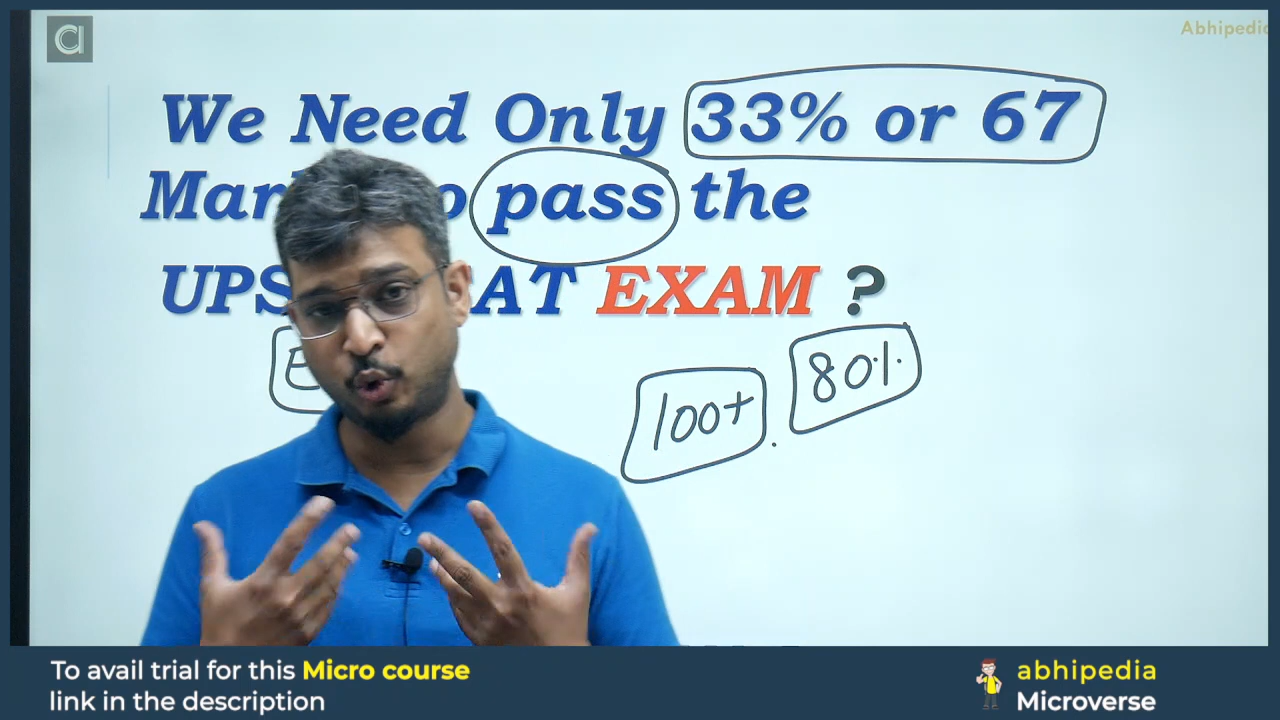 Abhipedia
We Need Only 33% or 67
pass the
EXAM ?
100+
80%
To avail trial for this Micro course
link in the description
abhipedia
Microverse